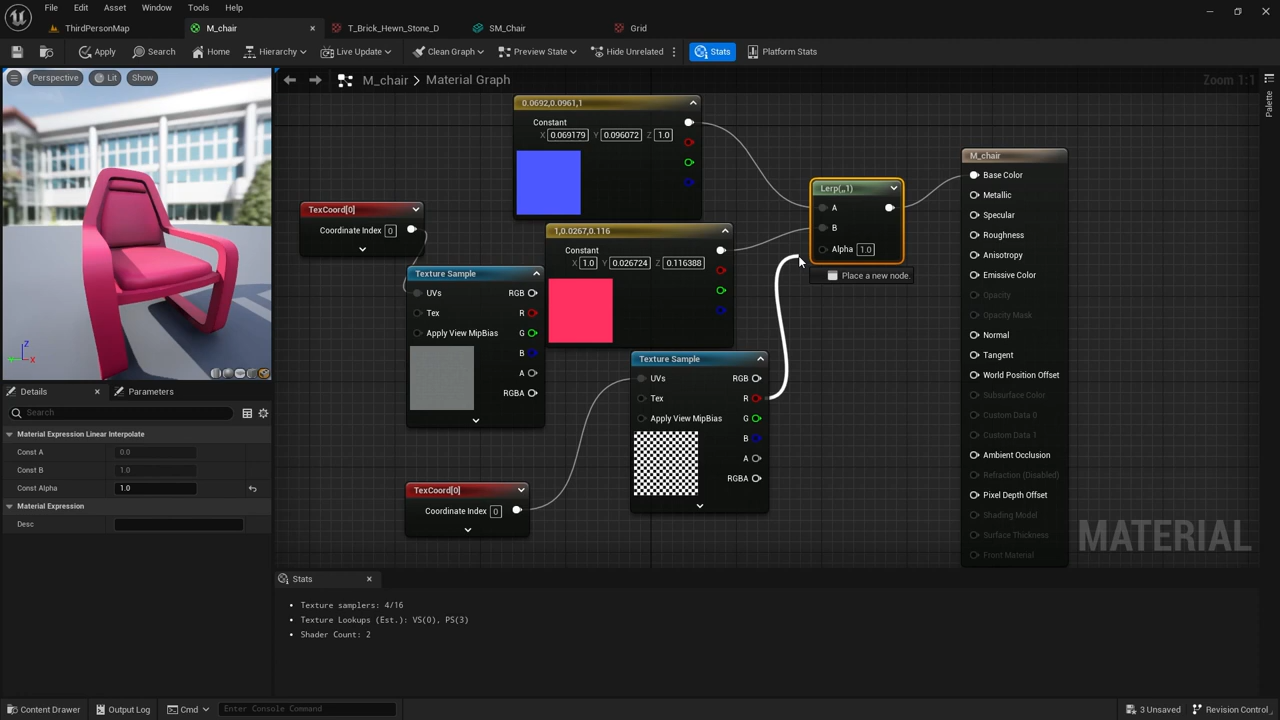 File Edit Asset Window Tools Help
ThirdPersonMap
M_chair
T_Brick_Hewn_Stone_D
SM_Chair
Grid
Apply
Search
Home
Hierarchy
Live Update
Clean Graph
Preview State
Hide Unrelated
Stats
Platform Stats
Perspective
Lit
Show
M_chair > Material Graph
Zoom 1:1
Palette
0.0692,0.0961,1
Constant
X 0.069179 Y 0.096072 Z 1.0
TexCoord[0]
Coordinate Index 0
1,0.0267,0.116
Constant
X 1.0 Y 0.026724 Z 0.116388
Texture Sample
UVs RGB
Tex R
Apply View MipBias G
B
A
RGBA
Texture Sample
UVs RGB
Tex R
Apply View MipBias G
B
A
RGBA
TexCoord[0]
Coordinate Index 0
Lerp(,,1)
A
B
Alpha 1.0
Place a new node.
M_chair
Base Color
Metallic
Specular
Roughness
Anisotropy
Emissive Color
Opacity
Opacity Mask
Normal
Tangent
World Position Offset
Subsurface Color
Custom Data 0
Custom Data 1
Ambient Occlusion
Refraction (Disabled)
Pixel Depth Offset
Shading Model
Surface Thickness
Front Material
MATERIAL
Z
X
Details
Parameters
Search
Material Expression Linear Interpolate
Const A 0.0
Const B 1.0
Const Alpha 1.0
Material Expression
Desc
Stats
Texture samplers: 4/16
Texture Lookups (Est.): VS(0), PS(3)
Shader Count: 2
Content Drawer
Output Log
Cmd
Enter Console Command
3 Unsaved
Revision Control